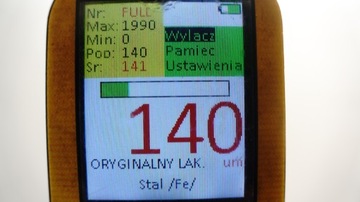 Nr: FULL
Max: 1990
Min: 0
Poo: 140
Sr: 141
Wylacz
Pamiec
Ustawienia
140
ORYGINALNY LAK. um
Stal /Fe/